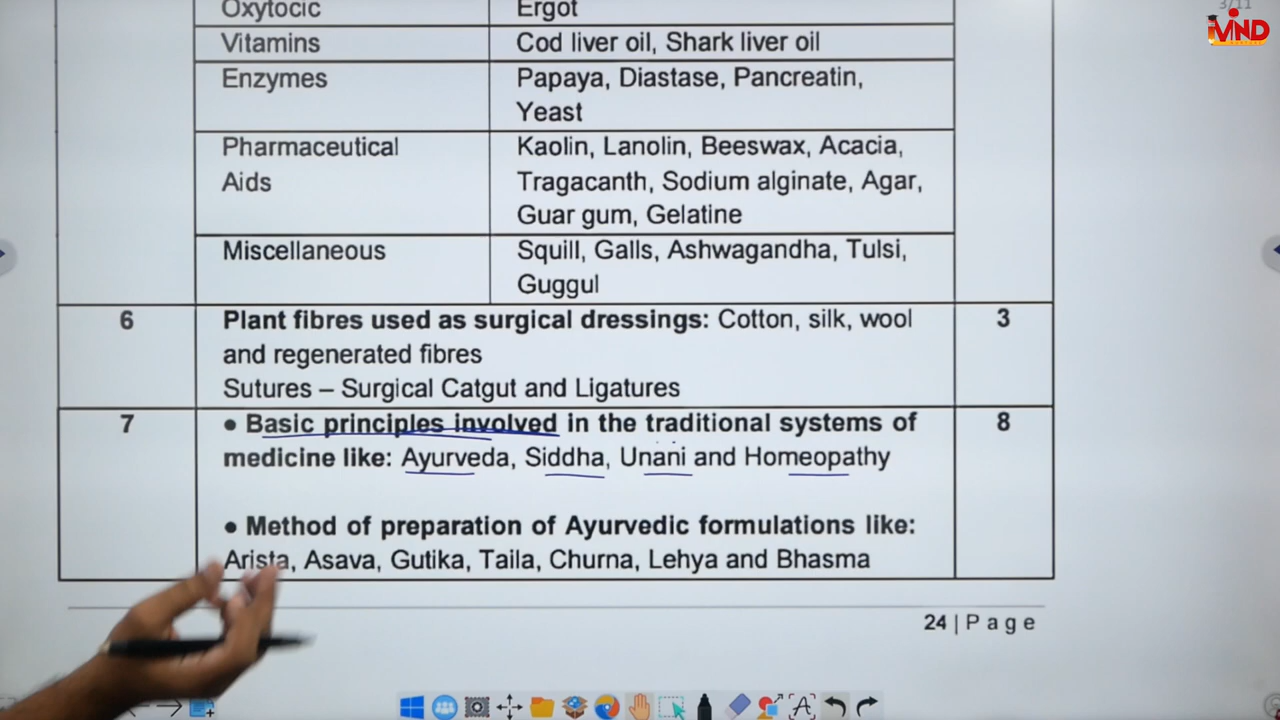 3/11
iMIND
Oxytocic Ergot
Vitamins Cod liver oil, Shark liver oil
Enzymes Papaya, Diastase, Pancreatin,
Yeast
Pharmaceutical Kaolin, Lanolin, Beeswax, Acacia,
Aids Tragacanth, Sodium alginate, Agar,
Guar gum, Gelatine
Miscellaneous Squill, Galls, Ashwagandha, Tulsi,
Guggul
6 Plant fibres used as surgical dressings: Cotton, silk, wool 3
and regenerated fibres
Sutures – Surgical Catgut and Ligatures
7 • Basic principles involved in the traditional systems of 8
medicine like: Ayurveda, Siddha, Unani and Homeopathy
• Method of preparation of Ayurvedic formulations like:
Arista, Asava, Gutika, Taila, Churna, Lehya and Bhasma
24 | P a g e